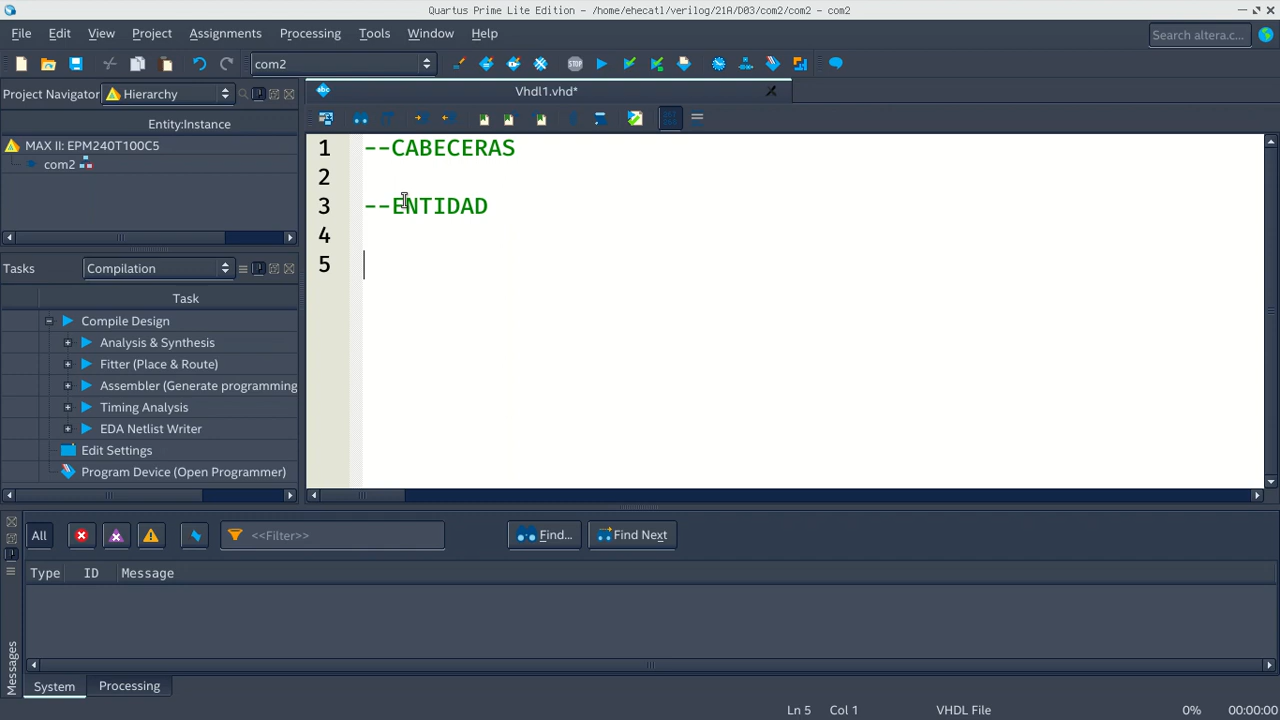 Quartus Prime Lite Edition - /home/ehecatl/verilog/21A/D03/com2/com2 - com2
File Edit View Project Assignments Processing Tools Window Help
Search altera.c...
com2
Project Navigator Hierarchy
Vhdl1.vhd*
Entity:Instance
MAX II: EPM240T100C5
com2
1 --CABECERAS
2
3 --ENTIDAD
4
5
Tasks Compilation
Task
Compile Design
Analysis & Synthesis
Fitter (Place & Route)
Assembler (Generate programming
Timing Analysis
EDA Netlist Writer
Edit Settings
Program Device (Open Programmer)
All <<Filter>> Find... Find Next
Type ID Message
Messages
System Processing
Ln 5 Col 1 VHDL File 0% 00:00:00